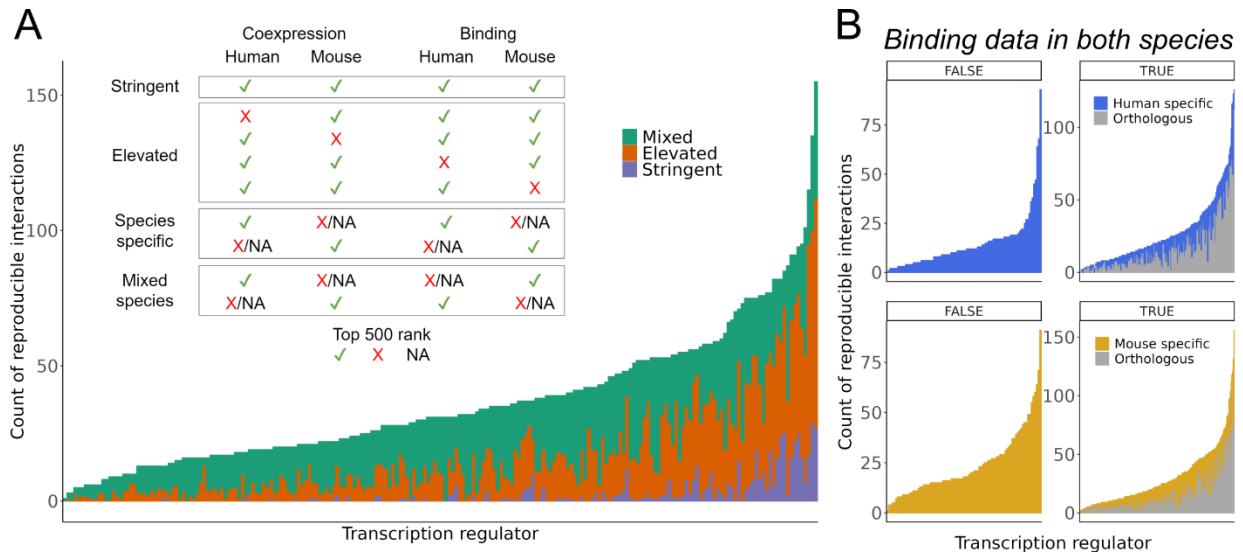 A
Coexpression Binding
Human Mouse Human Mouse
Stringent ✓ ✓ ✓ ✓
X ✓ ✓ ✓
Elevated ✓ X ✓ ✓
✓ ✓ X ✓
✓ ✓ ✓ X
Species specific ✓ X/NA ✓ X/NA
X/NA ✓ X/NA ✓
Mixed species ✓ X/NA X/NA ✓
X/NA ✓ ✓ X/NA
Top 500 rank
✓ X NA
Mixed
Elevated
Stringent
Count of reproducible interactions
150
100
50
0
Transcription regulator
B
Binding data in both species
FALSE TRUE
Human specific
Orthologous
75
50
25
0
100
50
0
FALSE TRUE
Mouse specific
Orthologous
75
50
25
0
150
100
50
0
Count of reproducible interactions
Transcription regulator